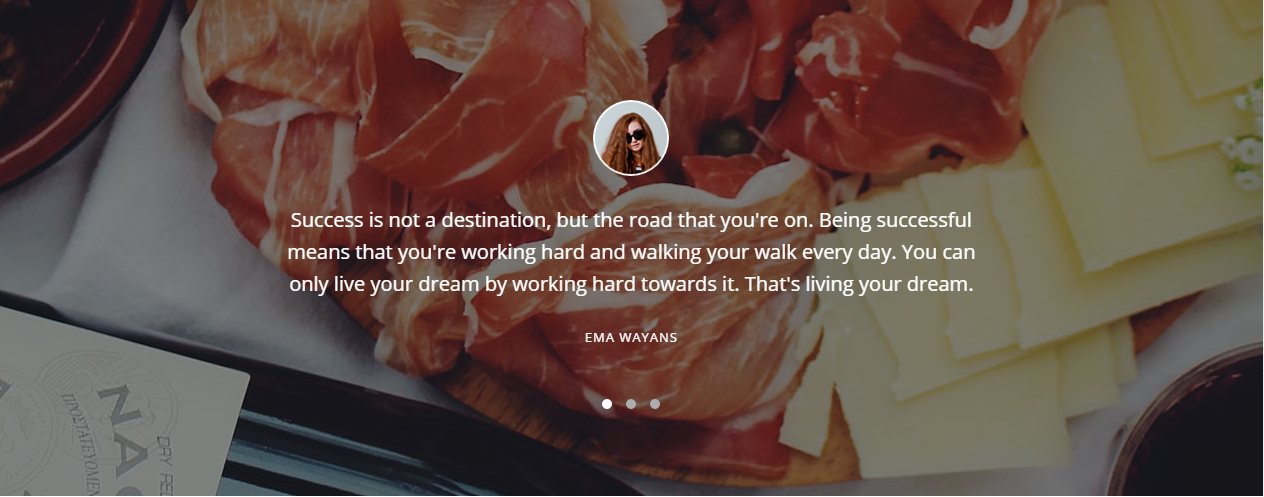 Success is not a destination, but the road that you're on. Being successful
means that you're working hard and walking your walk every day. You can
only live your dream by working hard towards it. That's living your dream.
EMA WAYANS